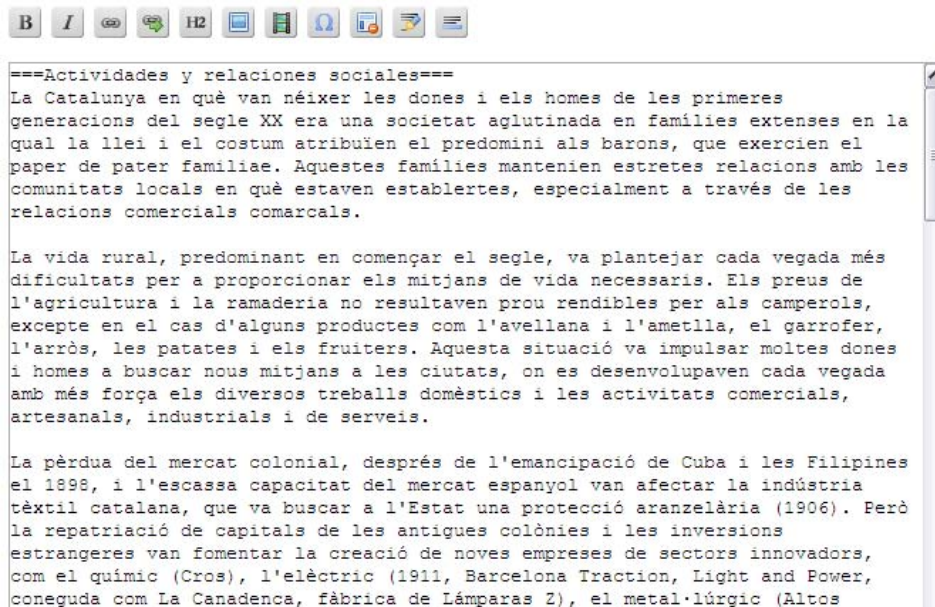 B I H2 Ω
===Actividades y relaciones sociales===
La Catalunya en què van néixer les dones i els homes de les primeres
generacions del segle XX era una societat aglutinada en famílies extenses en la
qual la llei i el costum atribuïen el predomini als barons, que exercien el
paper de pater familiae. Aquestes famílies mantenien estretes relacions amb les
comunitats locals en què estaven establertes, especialment a través de les
relacions comercials comarcals.
La vida rural, predominant en començar el segle, va plantejar cada vegada més
dificultats per a proporcionar els mitjans de vida necessaris. Els preus de
l'agricultura i la ramaderia no resultaven prou rendibles per als camperols,
excepte en el cas d'alguns productes com l'avellana i l'ametlla, el garrofer,
l'arròs, les patates i els fruiters. Aquesta situació va impulsar moltes dones
i homes a buscar nous mitjans a les ciutats, on es desenvolupaven cada vegada
amb més força els diversos treballs domèstics i les activitats comercials,
artesanals, industrials i de serveis.
La pèrdua del mercat colonial, després de l'emancipació de Cuba i les Filipines
el 1898, i l'escassa capacitat del mercat espanyol van afectar la indústria
tèxtil catalana, que va buscar a l'Estat una protecció aranzelària (1906). Però
la repatriació de capitals de les antigues colònies i les inversions
estrangeres van fomentar la creació de noves empreses de sectors innovadors,
com el químic (Cros), l'elèctric (1911, Barcelona Traction, Light and Power,
coneguda com La Canadenca, fàbrica de Lámparas Z), el metal·lúrgic (Altos